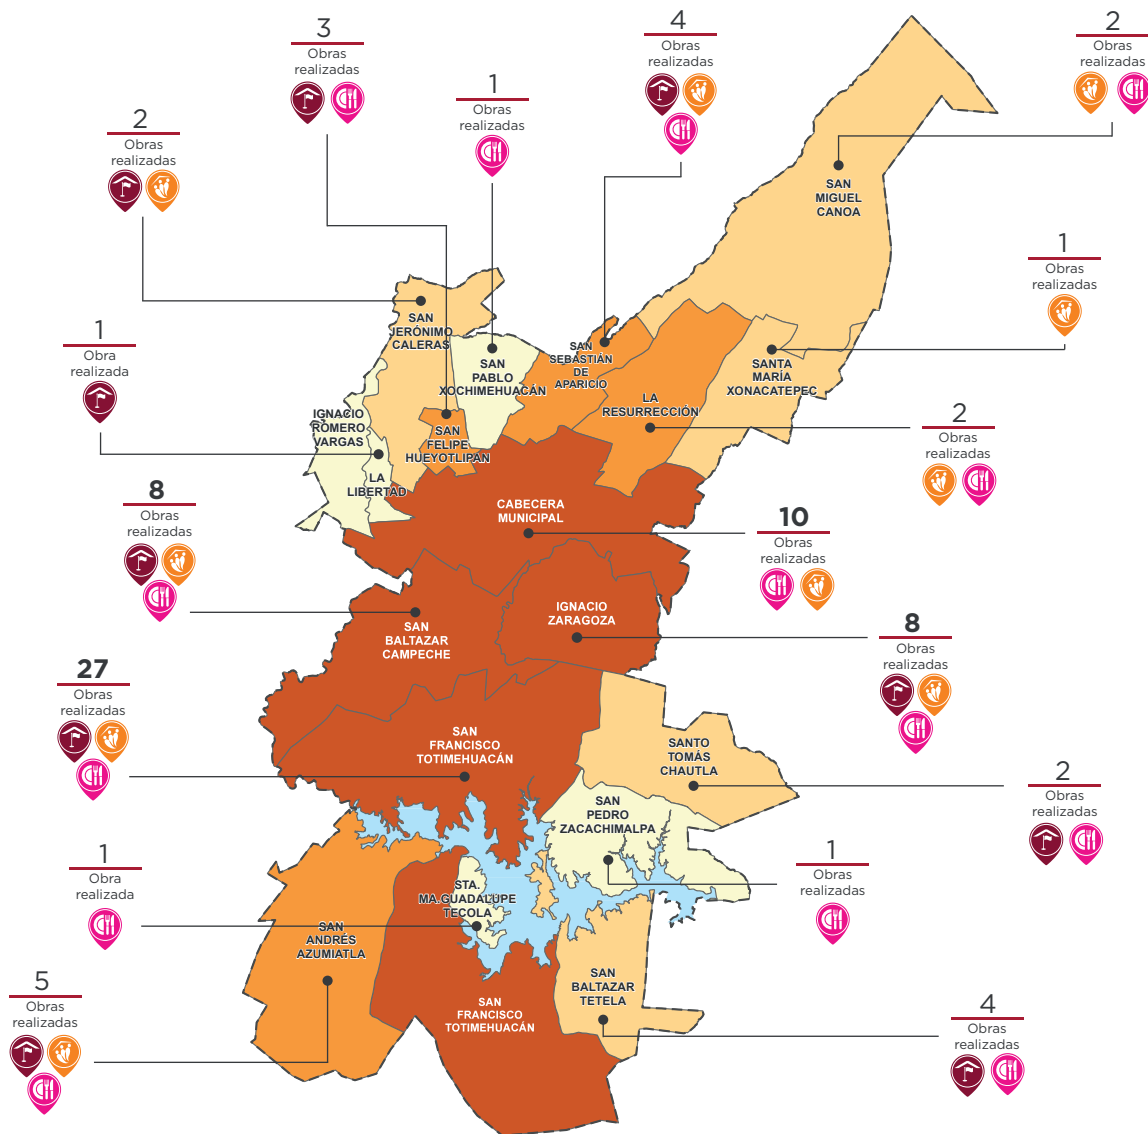 3
Obras
realizadas
4
Obras
realizadas
2
Obras
realizadas
1
Obras
realizadas
2
Obras
realizadas
SAN
MIGUEL
CANOA
1
Obras
realizadas
SAN
JERÓNIMO
CALERAS
1
Obra
realizada
SAN
PABLO
XOCHIMEHUACÁN
SAN
SEBASTIÁN
DE
APARICIO
SANTA
MARÍA
XONACATEPEC
LA
RESURRECCIÓN
IGNACIO
ROMERO
VARGAS
SAN
FELIPE
HUEYOTLIPAN
2
Obras
realizadas
LA
LIBERTAD
8
Obras
realizadas
CABECERA
MUNICIPAL
10
Obras
realizadas
IGNACIO
ZARAGOZA
SAN
BALTAZAR
CAMPECHE
8
Obras
realizadas
27
Obras
realizadas
SAN
FRANCISCO
TOTIMEHUACÁN
SANTO
TOMÁS
CHAUTLA
2
Obras
realizadas
SAN
PEDRO
ZACACHIMALPA
1
Obra
realizada
1
Obras
realizadas
STA.
MA.GUADALUPE
TECOLA
SAN
ANDRÉS
AZUMIATLA
5
Obras
realizadas
SAN
BALTAZAR
TETELA
SAN
FRANCISCO
TOTIMEHUACÁN
4
Obras
realizadas